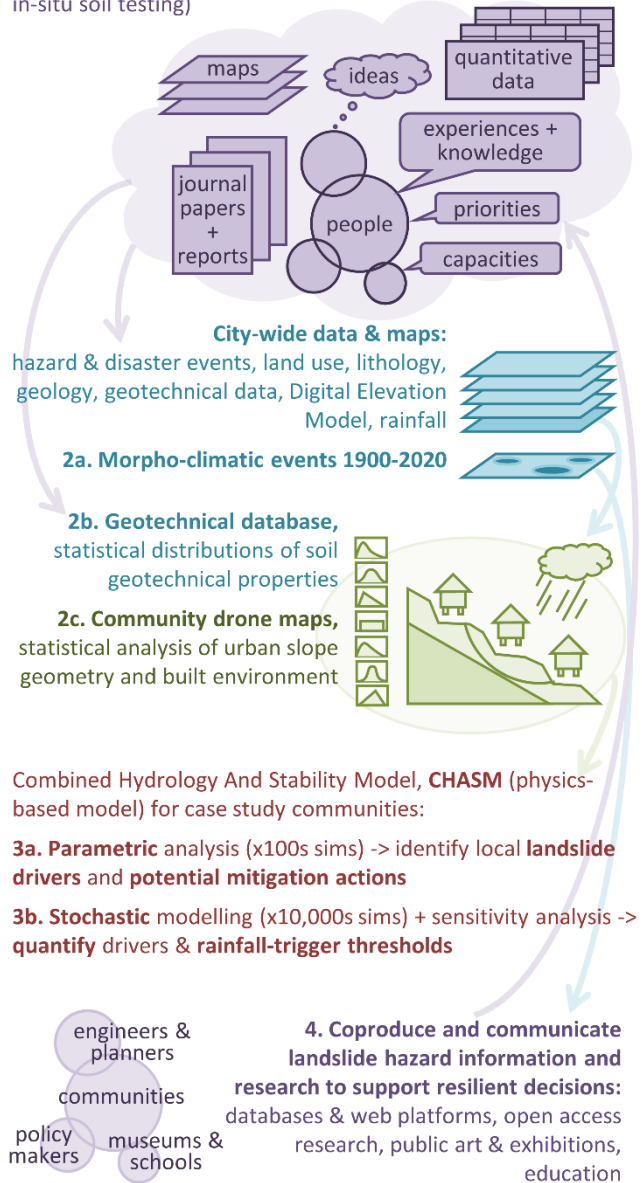 in-situ soil testing)
maps
ideas
quantitative
data
experiences +
knowledge
journal
papers
+
reports
people
priorities
capacities
City-wide data & maps:
hazard & disaster events, land use, lithology,
geology, geotechnical data, Digital Elevation
Model, rainfall
2a. Morpho-climatic events 1900-2020
2b. Geotechnical database,
statistical distributions of soil
geotechnical properties
2c. Community drone maps,
statistical analysis of urban slope
geometry and built environment
Combined Hydrology And Stability Model, CHASM (physics-
based model) for case study communities:
3a. Parametric analysis (x100s sims) -> identify local landslide
drivers and potential mitigation actions
3b. Stochastic modelling (x10,000s sims) + sensitivity analysis ->
quantify drivers & rainfall-trigger thresholds
engineers &
planners
communities
policy
makers
museums &
schools
4. Coproduce and communicate
landslide hazard information and
research to support resilient decisions:
databases & web platforms, open access
research, public art & exhibitions,
education